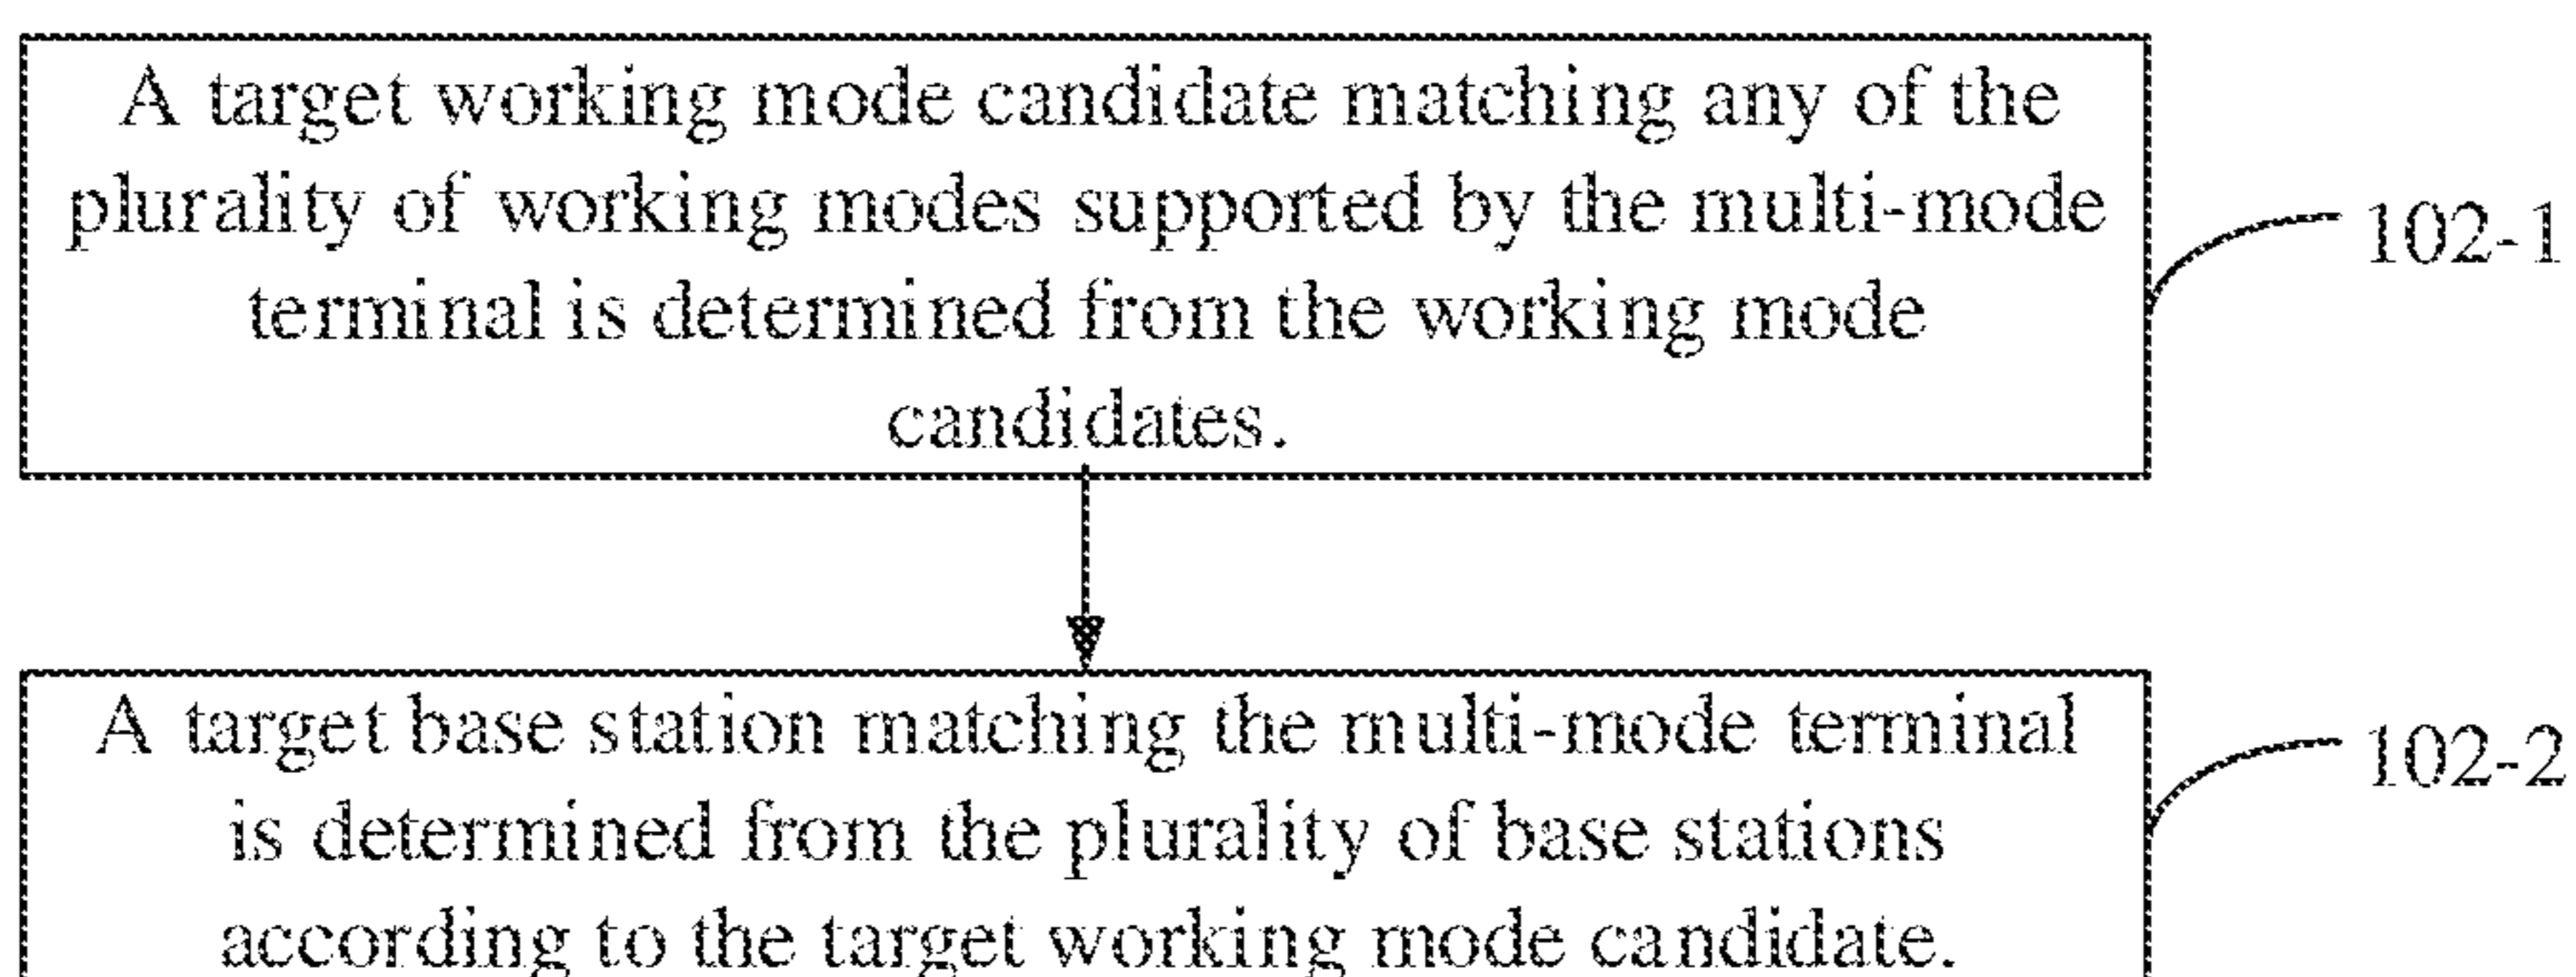 A target working mode candidate matching any of the
plurality of working modes supported by the multi-mode
terminal is determined from the working mode
candidates.
102-1
A target base station matching the multi-mode terminal
is determined from the plurality of base stations
according to the target working mode candidate.
102-2